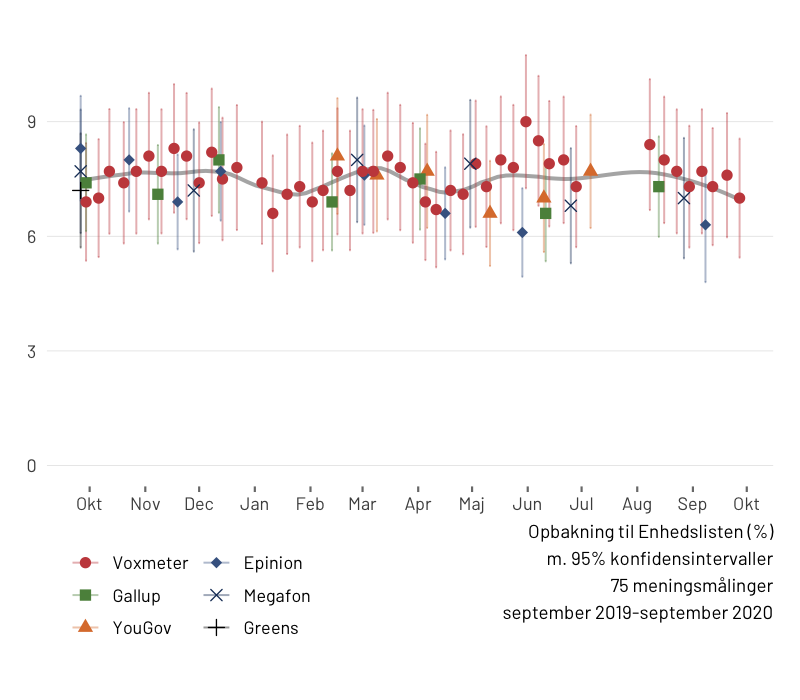 9
6
3
0
Okt Nov Dec Jan Feb Mar Apr Maj Jun Jul Aug Sep Okt
Opbakning til Enhedslisten (%)
m. 95% konfidensintervaller
75 meningsmålinger
september 2019-september 2020
Voxmeter Epinion
Gallup Megafon
YouGov Greens